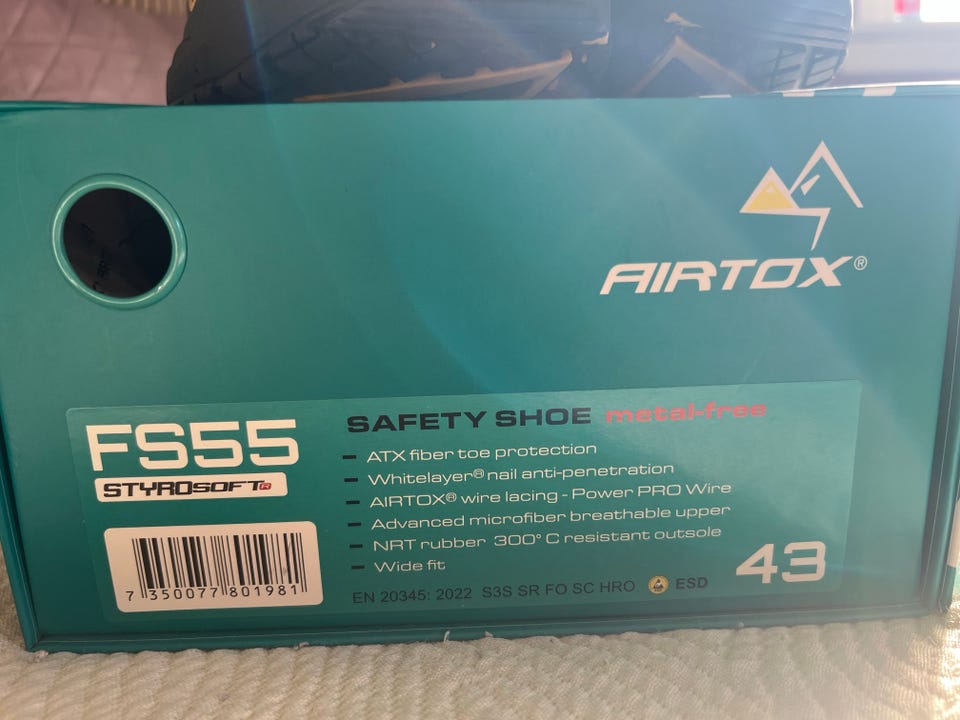 AIRTOX®
FS55
STYROSOFT®
SAFETY SHOE metal-free
- ATX fiber toe protection
- Whitelayer® nail anti-penetration
- AIRTOX® wire lacing - Power PRO Wire
- Advanced microfiber breathable upper
- NRT rubber 300° C resistant outsole
- Wide fit
EN 20345: 2022 S3S SR FO SC HRO ESD
43
7 350077 801981